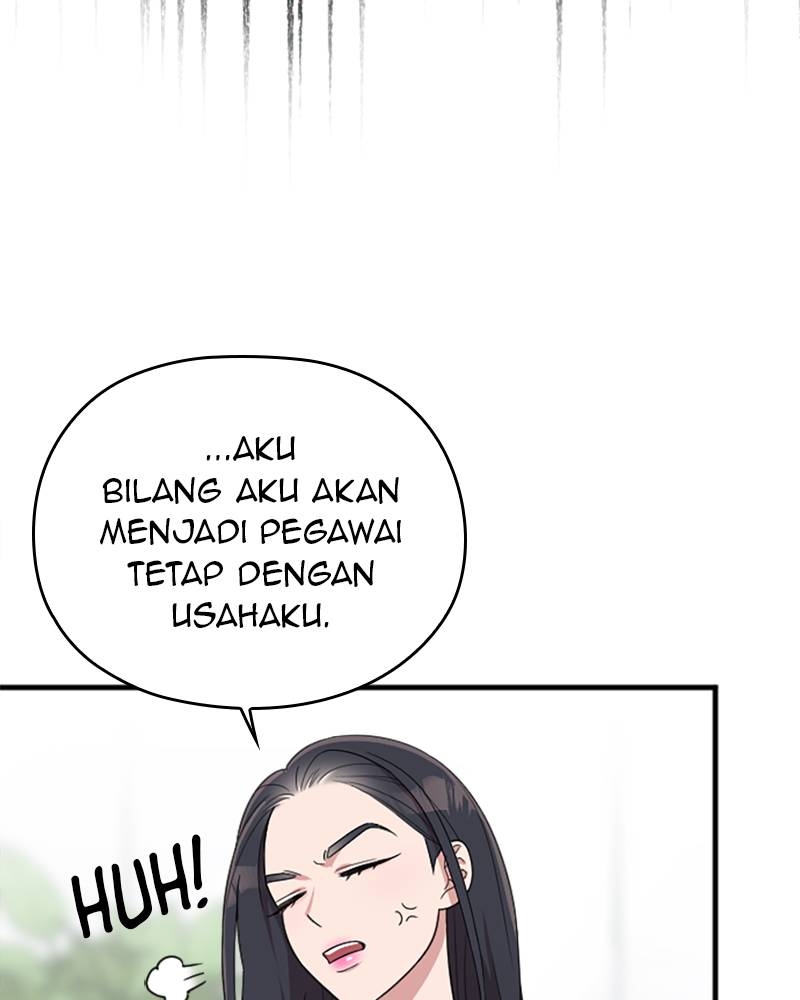 ...AKU
BILANG AKU AKAN
MENJADI PEGAWAI
TETAP DENGAN
USAHAKU.
HUH!